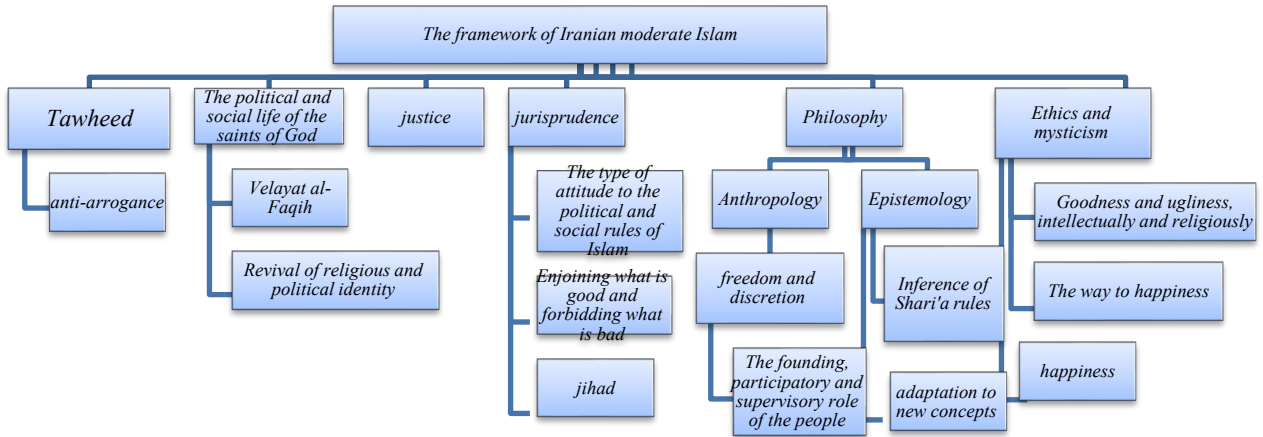 The framework of Iranian moderate Islam
Tawheed
anti-arrogance
The political and
social life of the
saints of God
Velayat al-
Faqih
Revival of religious and
political identity
justice
jurisprudence
The type of
attitude to the
political and
social rules of
Islam
Enjoining what is
good and
forbidding what
is bad
jihad
Philosophy
Anthropology
freedom and
discretion
The founding,
participatory and
supervisory role
of the people
Epistemology
Inference of
Shari'a rules
adaptation to
new concepts
Ethics and
mysticism
Goodness and ugliness,
intellectually and religiously
The way to happiness
happiness